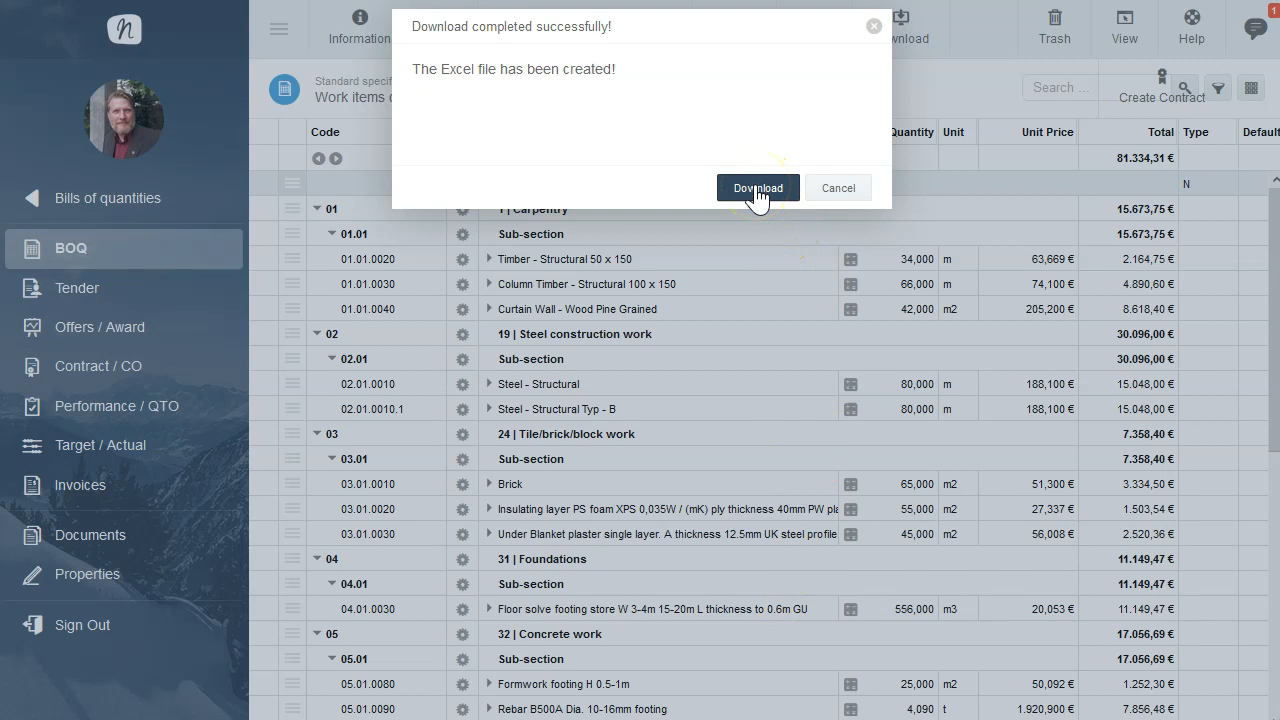 n
Information
Download completed successfully!
The Excel file has been created!
Download
Cancel
Trash
View
Help
1
Search ...
Create Contract
Bills of quantities
BOQ
Tender
Offers / Award
Contract / CO
Performance / QTO
Target / Actual
Invoices
Documents
Properties
Sign Out
Code Quantity Unit Unit Price Total Type Default
81.334,31 €
N
01 1 | Carpentry 15.673,75 €
01.01 Sub-section 15.673,75 €
01.01.0020 Timber - Structural 50 x 150 34,000 m 63,669 € 2.164,75 €
01.01.0030 Column Timber - Structural 100 x 150 66,000 m 74,100 € 4.890,60 €
01.01.0040 Curtain Wall - Wood Pine Grained 42,000 m2 205,200 € 8.618,40 €
02 19 | Steel construction work 30.096,00 €
02.01 Sub-section 30.096,00 €
02.01.0010 Steel - Structural 80,000 m 188,100 € 15.048,00 €
02.01.0010.1 Steel - Structural Typ - B 80,000 m 188,100 € 15.048,00 €
03 24 | Tile/brick/block work 7.358,40 €
03.01 Sub-section 7.358,40 €
03.01.0010 Brick 65,000 m2 51,300 € 3.334,50 €
03.01.0020 Insulating layer PS foam XPS 0,035W / (mK) ply thickness 40mm PW pla 55,000 m2 27,337 € 1.503,54 €
03.01.0030 Under Blanket plaster single layer. A thickness 12.5mm UK steel profile 45,000 m2 56,008 € 2.520,36 €
04 31 | Foundations 11.149,47 €
04.01 Sub-section 11.149,47 €
04.01.0030 Floor solve footing store W 3-4m 15-20m L thickness to 0.6m GU 556,000 m3 20,053 € 11.149,47 €
05 32 | Concrete work 17.056,69 €
05.01 Sub-section 17.056,69 €
05.01.0080 Formwork footing H 0.5-1m 25,000 m2 50,092 € 1.252,30 €
05.01.0090 Rebar B500A Dia. 10-16mm footing 4,090 t 1.920,900 € 7.856,48 €